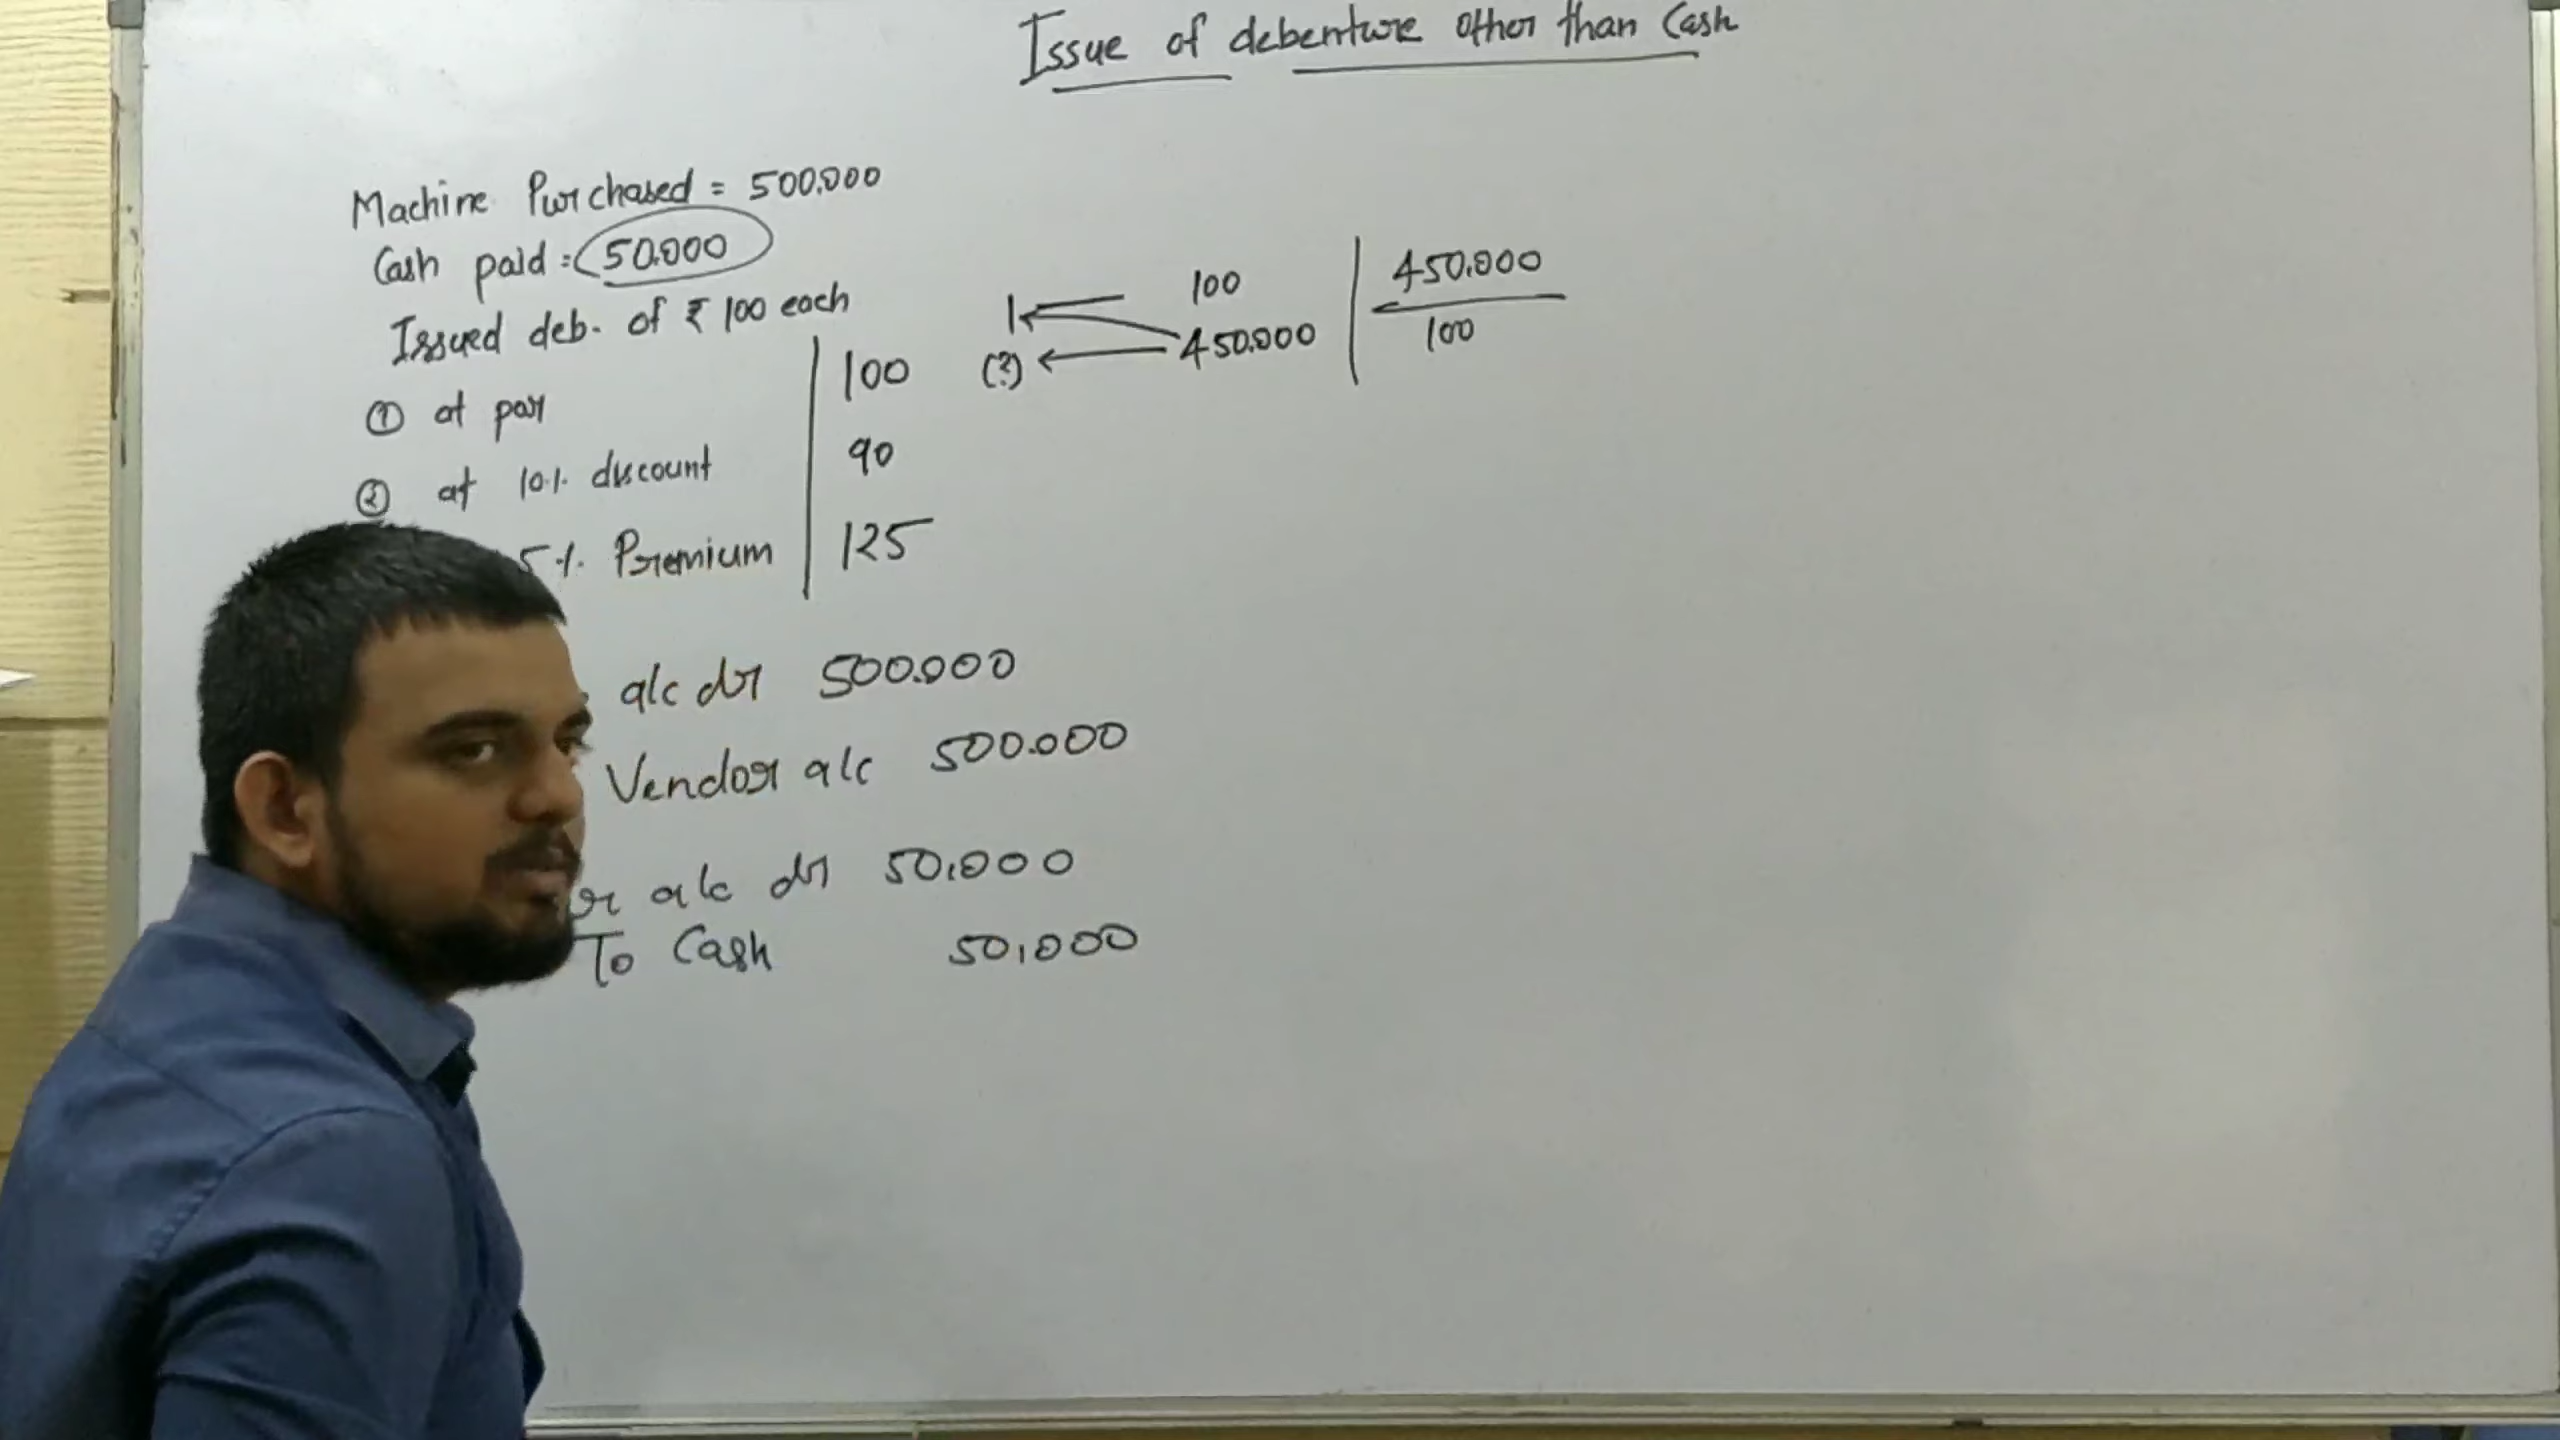 Issue of debenture other than Cash
Machine Purchased = 500,000
Cash paid = 50,000
Issued deb. of ₹ 100 each
① at par
② at 10% discount
5% Premium
100
90
125
1 100
(?) 450,000
450,000
100
a/c dr 500,000
Vendor a/c 500,000
r a/c dr 50,000
To Cash 50,000